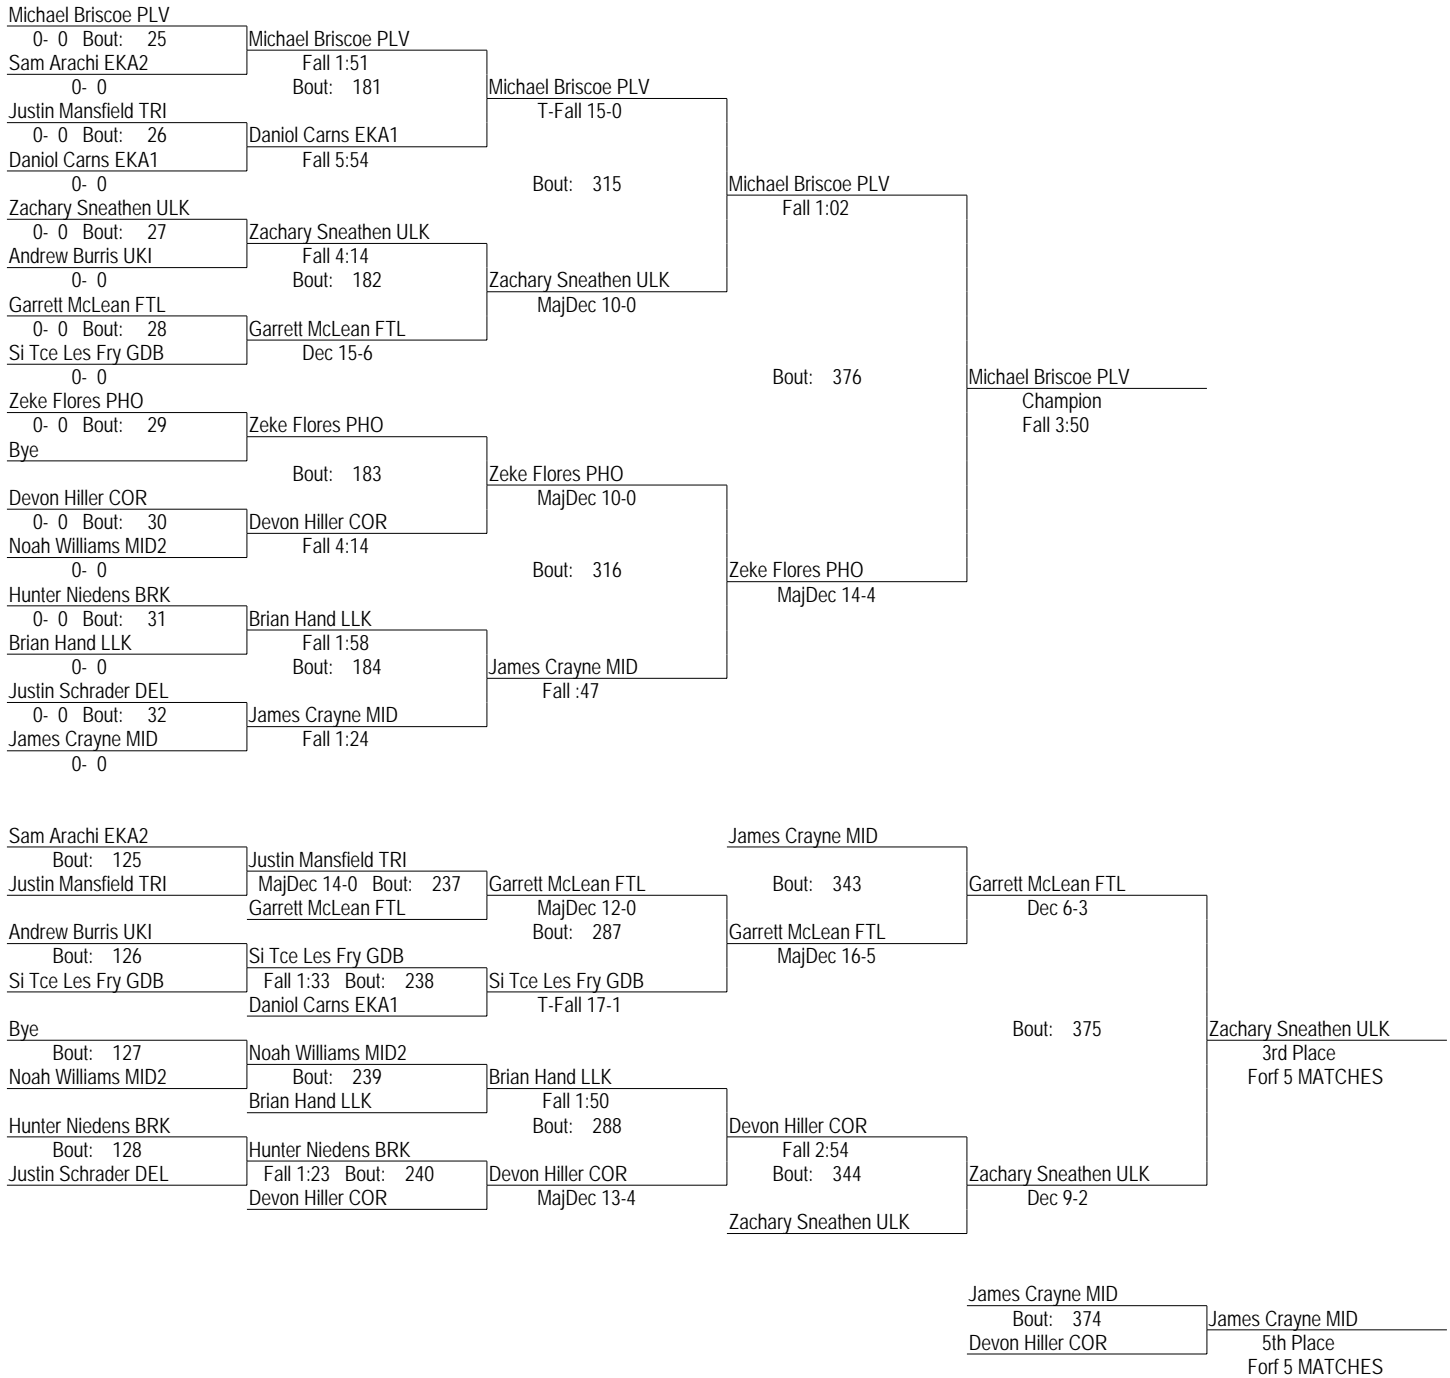 Michael Briscoe PLV
0- 0 Bout: 25 Michael Briscoe PLV
Sam Arachi EKA2 Fall 1:51
0- 0 Bout: 181 Michael Briscoe PLV
Justin Mansfield TRI T-Fall 15-0
0- 0 Bout: 26 Daniol Carns EKA1
Daniol Carns EKA1 Fall 5:54
0- 0 Bout: 315 Michael Briscoe PLV
Zachary Sneathen ULK Fall 1:02
0- 0 Bout: 27 Zachary Sneathen ULK
Andrew Burris UKI Fall 4:14
0- 0 Bout: 182 Zachary Sneathen ULK
Garrett McLean FTL MajDec 10-0
0- 0 Bout: 28 Garrett McLean FTL
Si Tce Les Fry GDB Dec 15-6
0- 0 Bout: 376 Michael Briscoe PLV
Zeke Flores PHO Champion
0- 0 Bout: 29 Zeke Flores PHO Fall 3:50
Bye
Bout: 183 Zeke Flores PHO
Devon Hiller COR MajDec 10-0
0- 0 Bout: 30 Devon Hiller COR
Noah Williams MID2 Fall 4:14
0- 0 Bout: 316 Zeke Flores PHO
Hunter Niedens BRK MajDec 14-4
0- 0 Bout: 31 Brian Hand LLK
Brian Hand LLK Fall 1:58
0- 0 Bout: 184 James Crayne MID
Justin Schrader DEL Fall :47
0- 0 Bout: 32 James Crayne MID
James Crayne MID Fall 1:24
0- 0
Sam Arachi EKA2 James Crayne MID
Bout: 125 Justin Mansfield TRI
Justin Mansfield TRI MajDec 14-0 Bout: 237 Garrett McLean FTL Bout: 343 Garrett McLean FTL
Garrett McLean FTL MajDec 12-0 Dec 6-3
Andrew Burris UKI Bout: 287 Garrett McLean FTL
Bout: 126 Si Tce Les Fry GDB MajDec 16-5
Si Tce Les Fry GDB Fall 1:33 Bout: 238 Si Tce Les Fry GDB
Daniol Carns EKA1 T-Fall 17-1
Bye Bout: 375 Zachary Sneathen ULK
Bout: 127 Noah Williams MID2 3rd Place
Noah Williams MID2 Bout: 239 Brian Hand LLK Forf 5 MATCHES
Brian Hand LLK Fall 1:50
Hunter Niedens BRK Bout: 288 Devon Hiller COR
Bout: 128 Hunter Niedens BRK Fall 2:54
Justin Schrader DEL Fall 1:23 Bout: 240 Devon Hiller COR Bout: 344 Zachary Sneathen ULK
Devon Hiller COR MajDec 13-4 Dec 9-2
Zachary Sneathen ULK
James Crayne MID
Bout: 374 James Crayne MID
Devon Hiller COR 5th Place
Forf 5 MATCHES